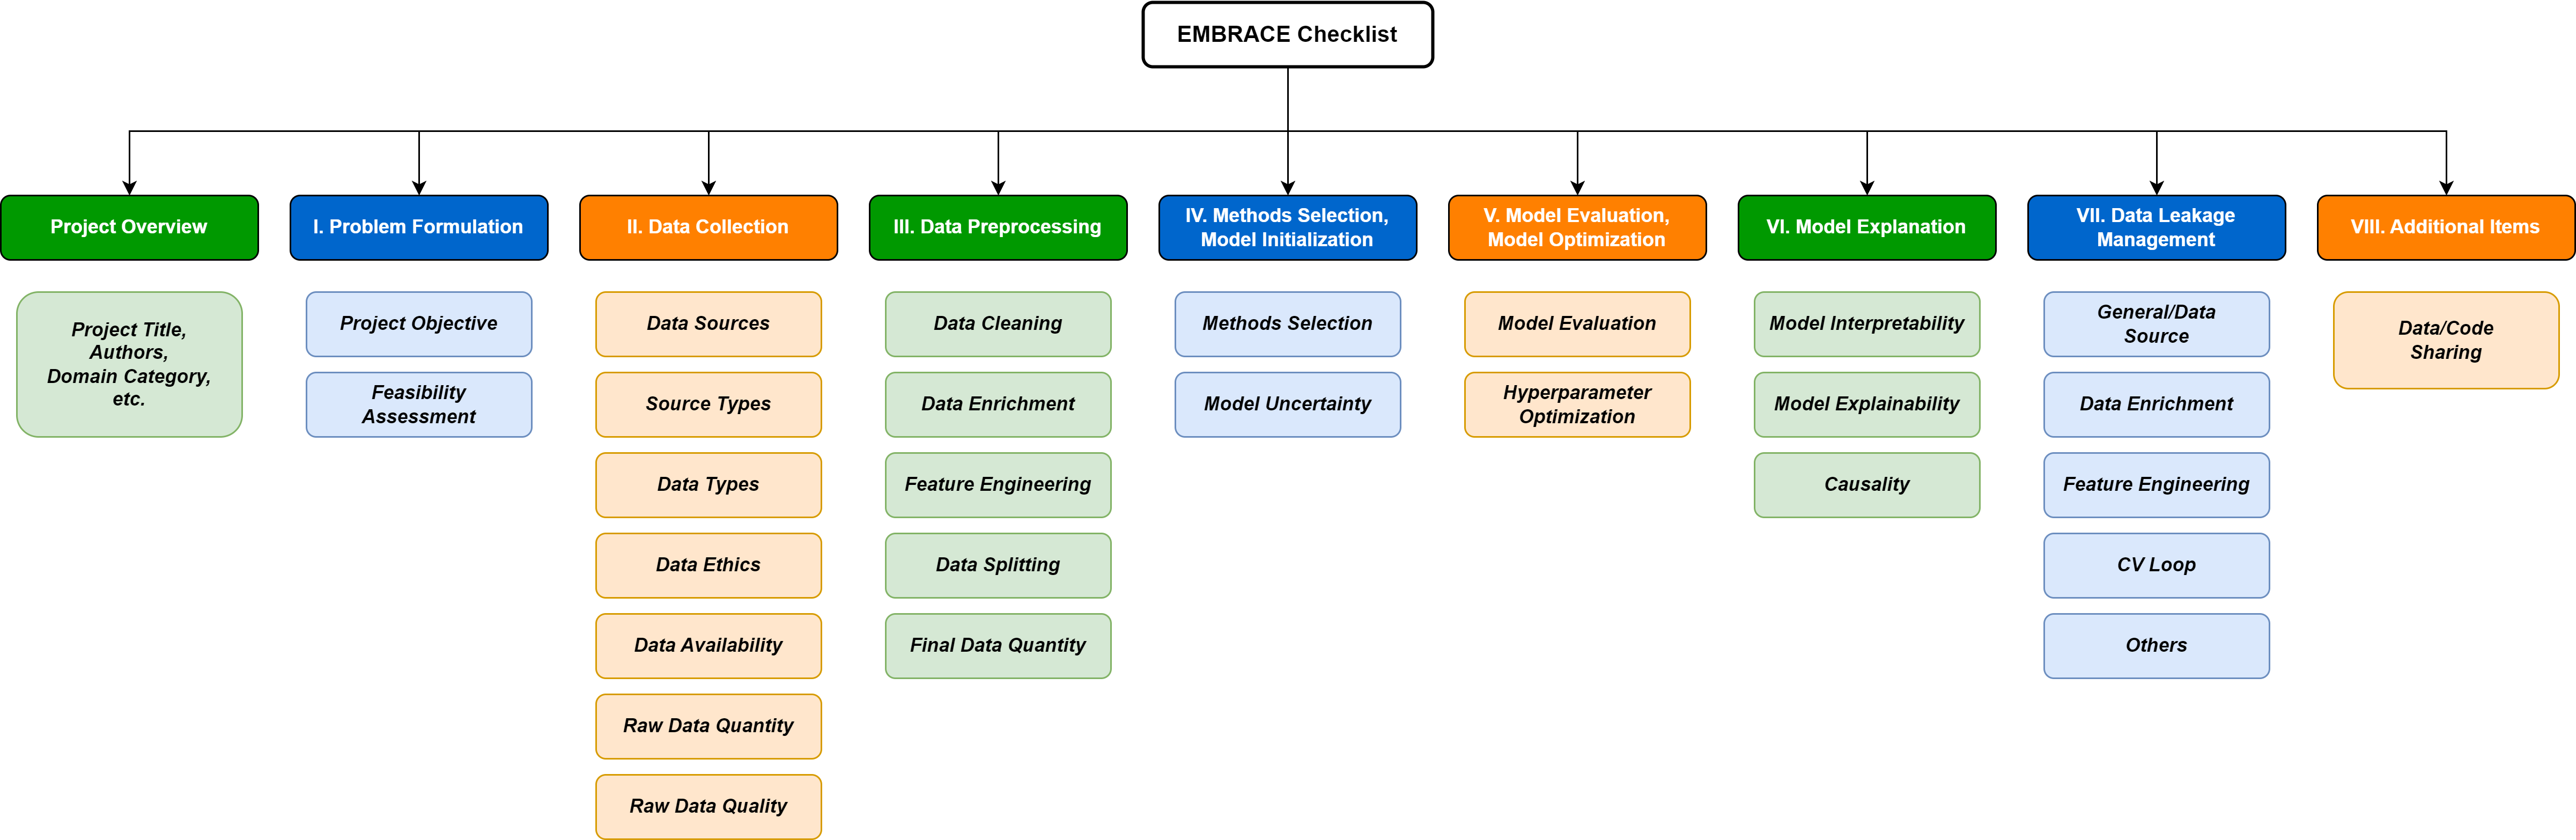 EMBRACE Checklist
Project Overview
Project Title,
Authors,
Domain Category,
etc.
I. Problem Formulation
Project Objective
Feasibility
Assessment
II. Data Collection
Data Sources
Source Types
Data Types
Data Ethics
Data Availability
Raw Data Quantity
Raw Data Quality
III. Data Preprocessing
Data Cleaning
Data Enrichment
Feature Engineering
Data Splitting
Final Data Quantity
IV. Methods Selection,
Model Initialization
Methods Selection
Model Uncertainty
V. Model Evaluation,
Model Optimization
Model Evaluation
Hyperparameter
Optimization
VI. Model Explanation
Model Interpretability
Model Explainability
Causality
VII. Data Leakage
Management
General/Data
Source
Data Enrichment
Feature Engineering
CV Loop
Others
VIII. Additional Items
Data/Code
Sharing